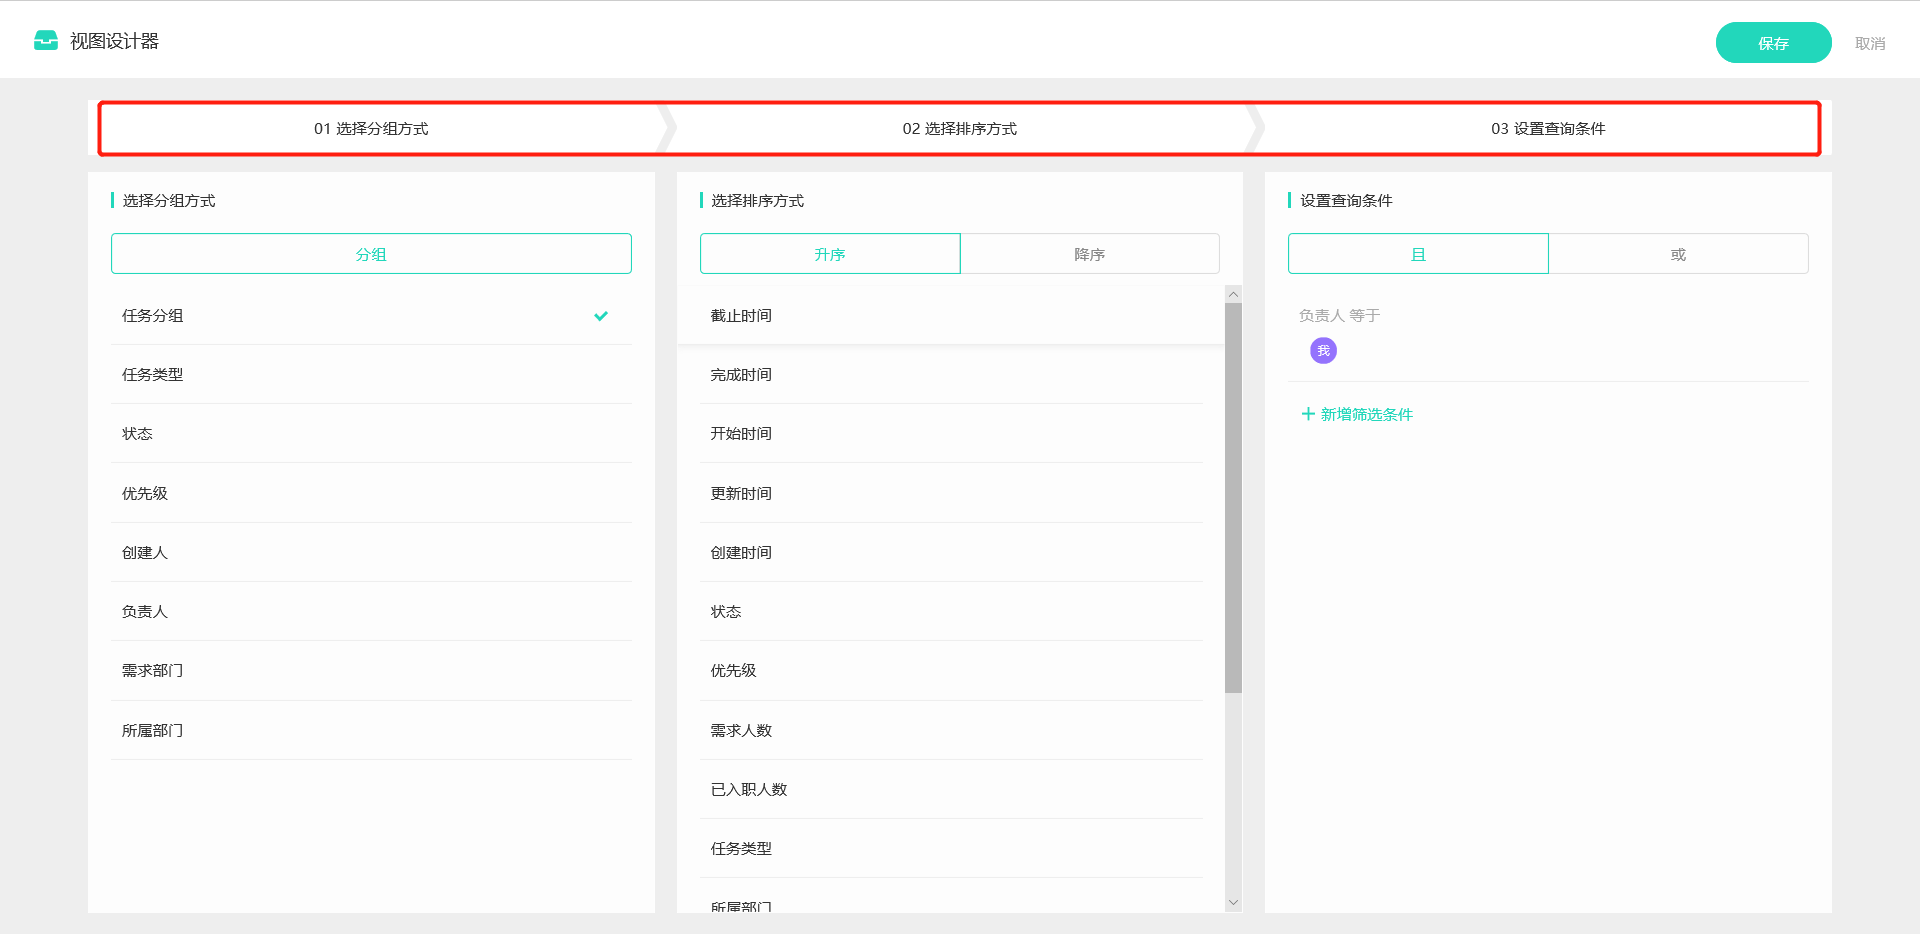 视图设计器
保存
取消
01 选择分组方式
02 选择排序方式
03 设置查询条件
选择分组方式
分组
任务分组
任务类型
状态
优先级
创建人
负责人
需求部门
所属部门
选择排序方式
升序
降序
截止时间
完成时间
开始时间
更新时间
创建时间
状态
优先级
需求人数
已入职人数
任务类型
所属部门
设置查询条件
且
或
负责人 等于
我
新增筛选条件